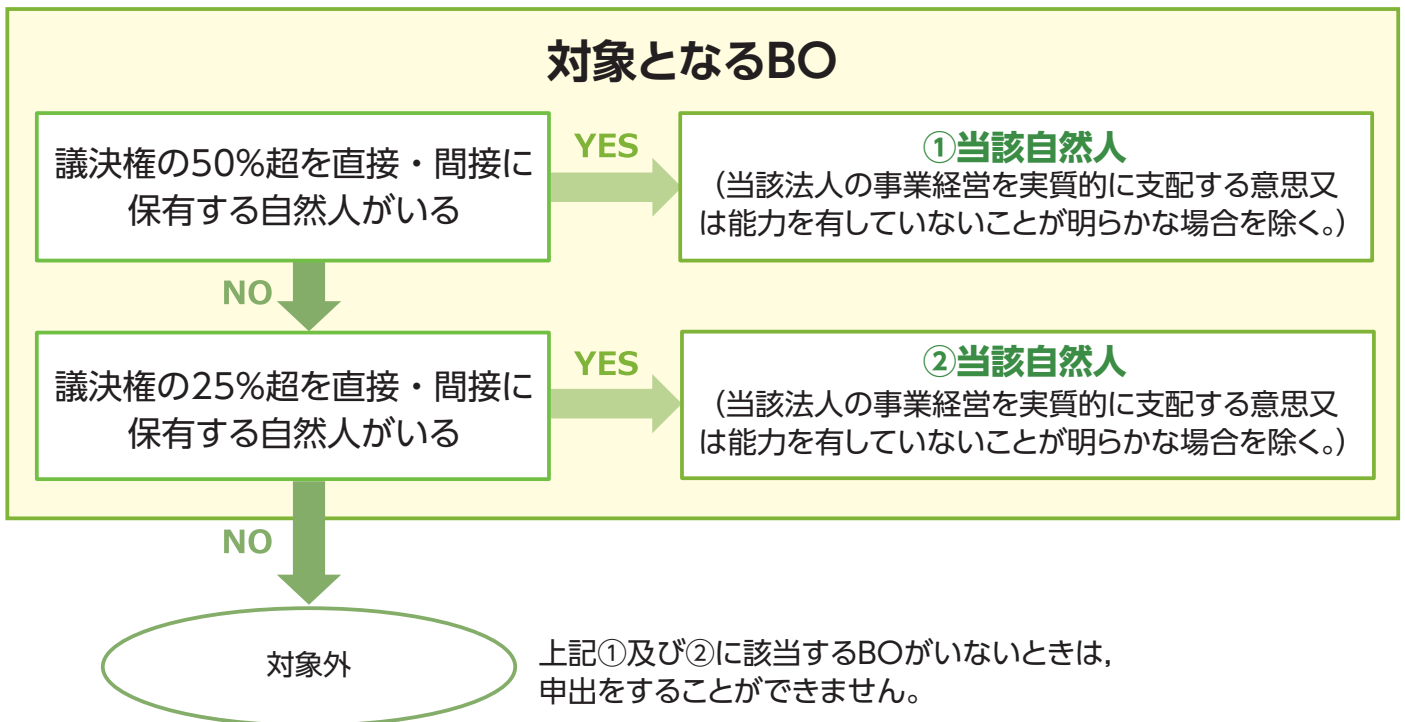 対象となるBO
議決権の50%超を直接・間接に
保有する自然人がいる
YES
①当該自然人
（当該法人の事業経営を実質的に支配する意思又
は能力を有していないことが明らかな場合を除く。）
NO
議決権の25%超を直接・間接に
保有する自然人がいる
YES
②当該自然人
（当該法人の事業経営を実質的に支配する意思又
は能力を有していないことが明らかな場合を除く。）
NO
対象外
上記①及び②に該当するBOがいないときは，
申出をすることができません。